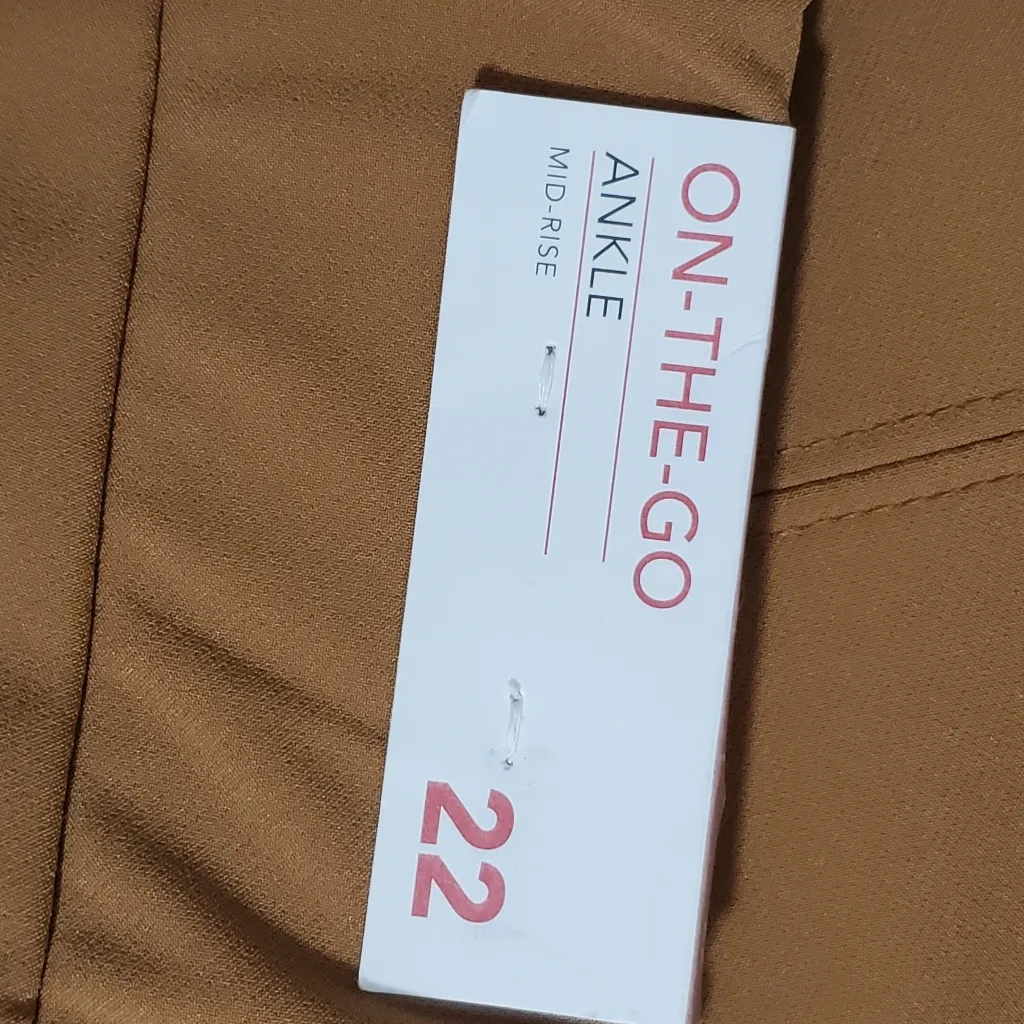 ON-THE-GO
ANKLE
MID-RISE
22